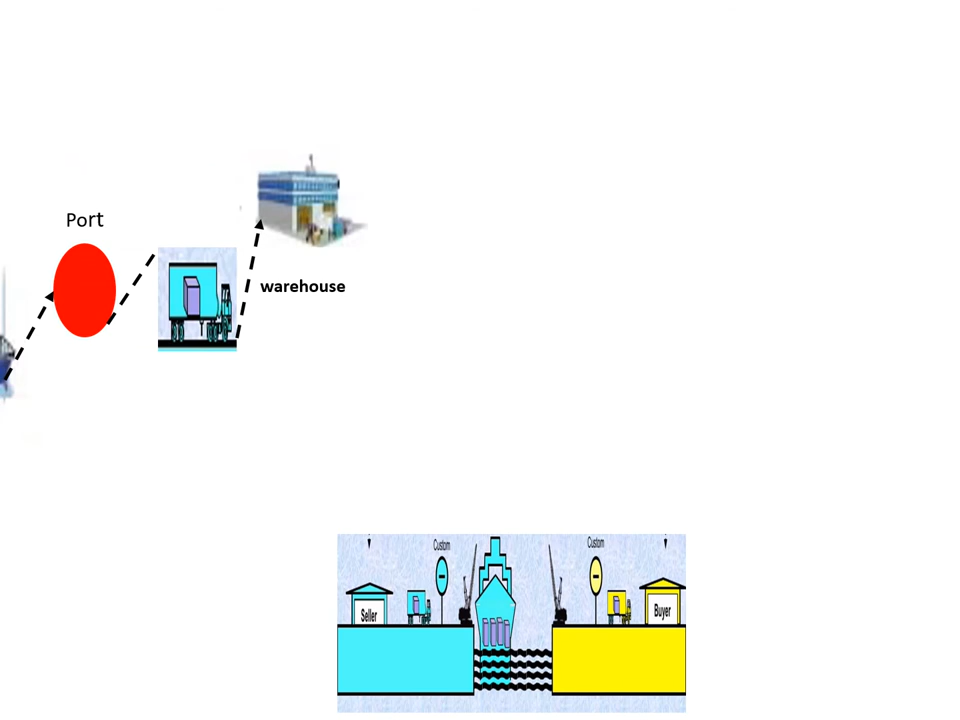 Port
warehouse
Custom
Custom
Seller
Buyer